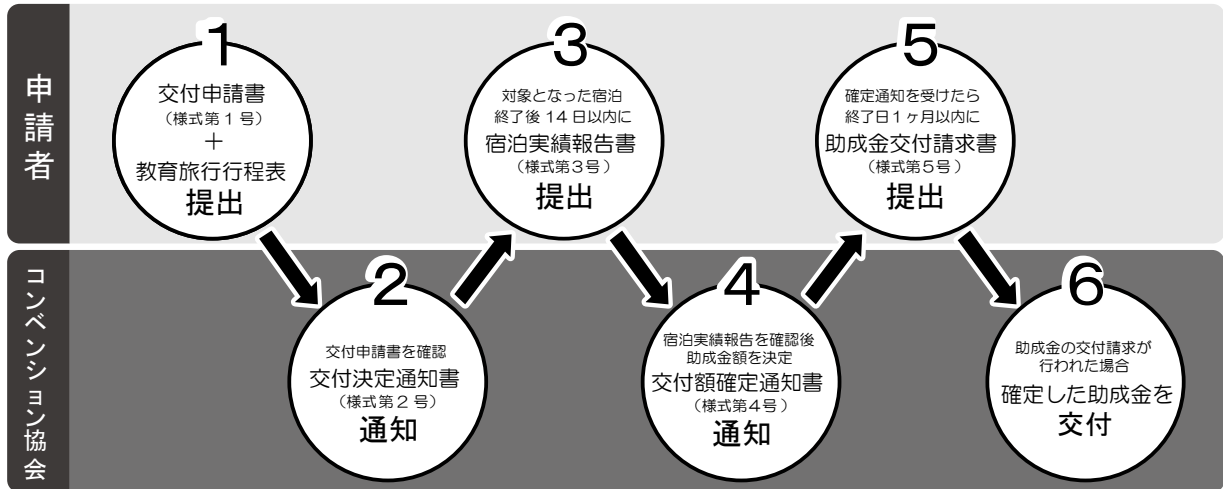 申請者
1
交付申請書
（様式第1号）
＋
教育旅行行程表
提出
3
対象となった宿泊
終了後14日以内に
宿泊実績報告書
（様式第3号）
提出
5
確定通知を受けたら
終了日1ヶ月以内に
助成金交付請求書
（様式第5号）
提出
コンベンション協会
2
交付申請書を確認
交付決定通知書
（様式第2号）
通知
4
宿泊実績報告を確認後
助成金額を決定
交付額確定通知書
（様式第4号）
通知
6
助成金の交付請求が
行われた場合
確定した助成金を
交付